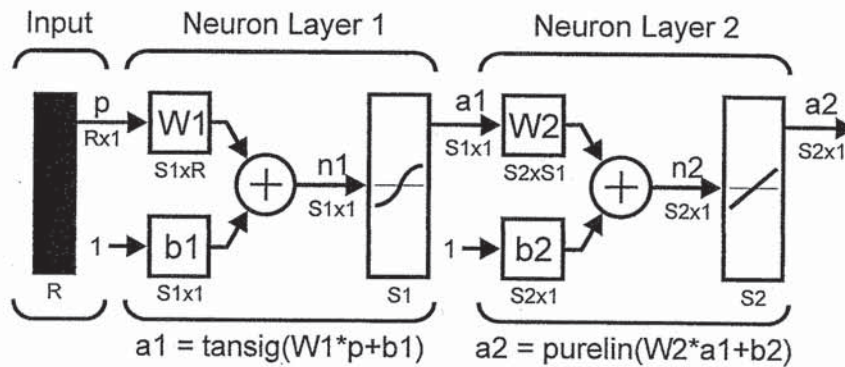 Input
Neuron Layer 1
Neuron Layer 2
p
Rx1
W1
S1xR
n1
S1x1
1
b1
S1x1
R
S1
a1
S1x1
W2
S2xS1
n2
S2x1
1
b2
S2x1
S2
a2
S2x1
a1 = tansig(W1*p+b1)
a2 = purelin(W2*a1+b2)